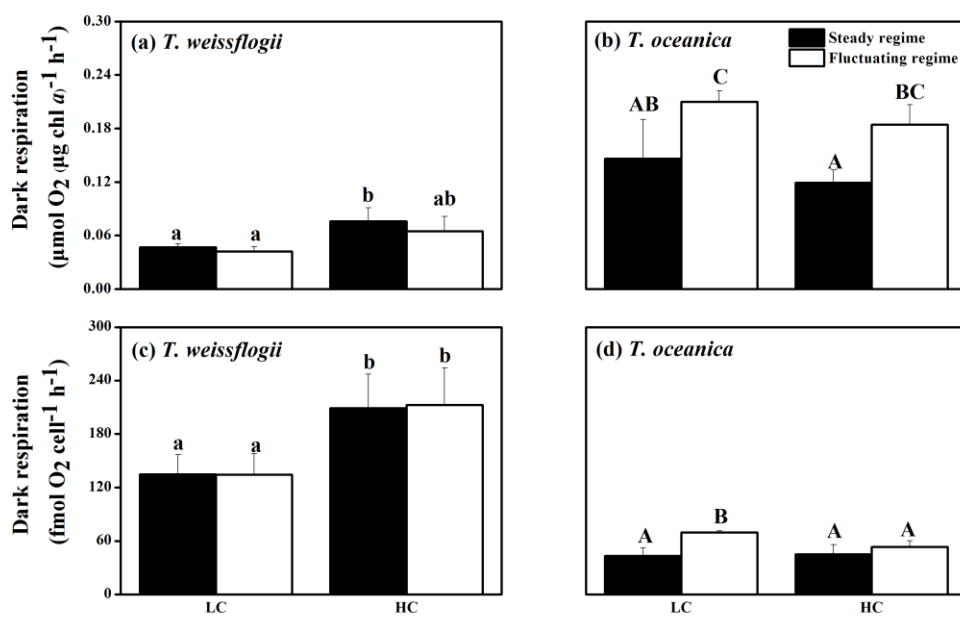 (a) T. weissflogii
(b) T. oceanica
Steady regime
Fluctuating regime
Dark respiration
(μmol O2 (μg chl a)-1 h-1)
0.30
0.24
0.18
0.12
0.06
0.00
a
a
b
ab
AB
C
A
BC
(c) T. weissflogii
(d) T. oceanica
Dark respiration
(fmol O2 cell-1 h-1)
300
240
180
120
60
0
a
a
b
b
A
B
A
A
LC
HC
LC
HC